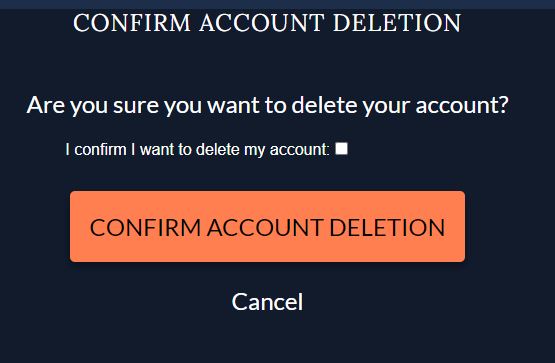 CONFIRM ACCOUNT DELETION
Are you sure you want to delete your account?
I confirm I want to delete my account:
CONFIRM ACCOUNT DELETION
Cancel